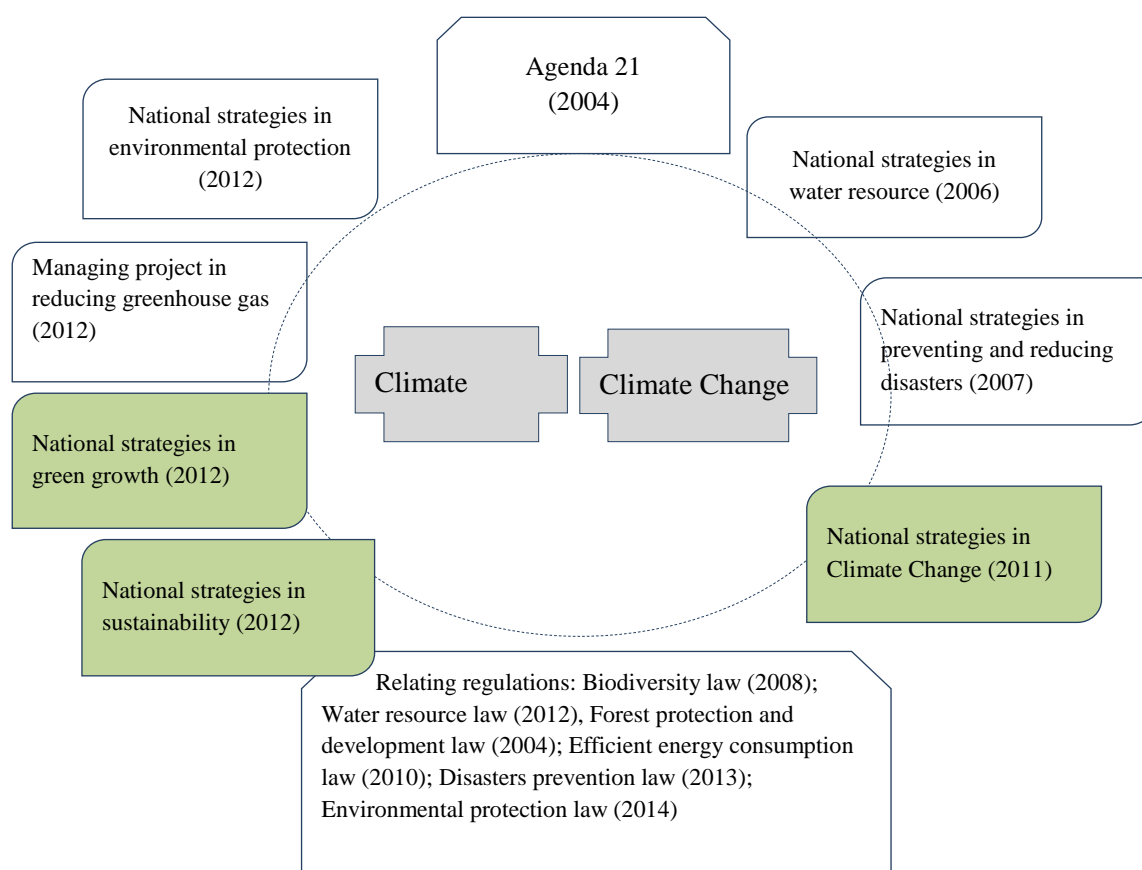 Agenda 21
(2004)
National strategies in
environmental protection
(2012)
National strategies in
water resource (2006)
Managing project in
reducing greenhouse gas
(2012)
National strategies in
preventing and reducing
disasters (2007)
Climate
Climate Change
National strategies in
green growth (2012)
National strategies in
Climate Change (2011)
National strategies in
sustainability (2012)
Relating regulations: Biodiversity law (2008);
Water resource law (2012), Forest protection and
development law (2004); Efficient energy consumption
law (2010); Disasters prevention law (2013);
Environmental protection law (2014)